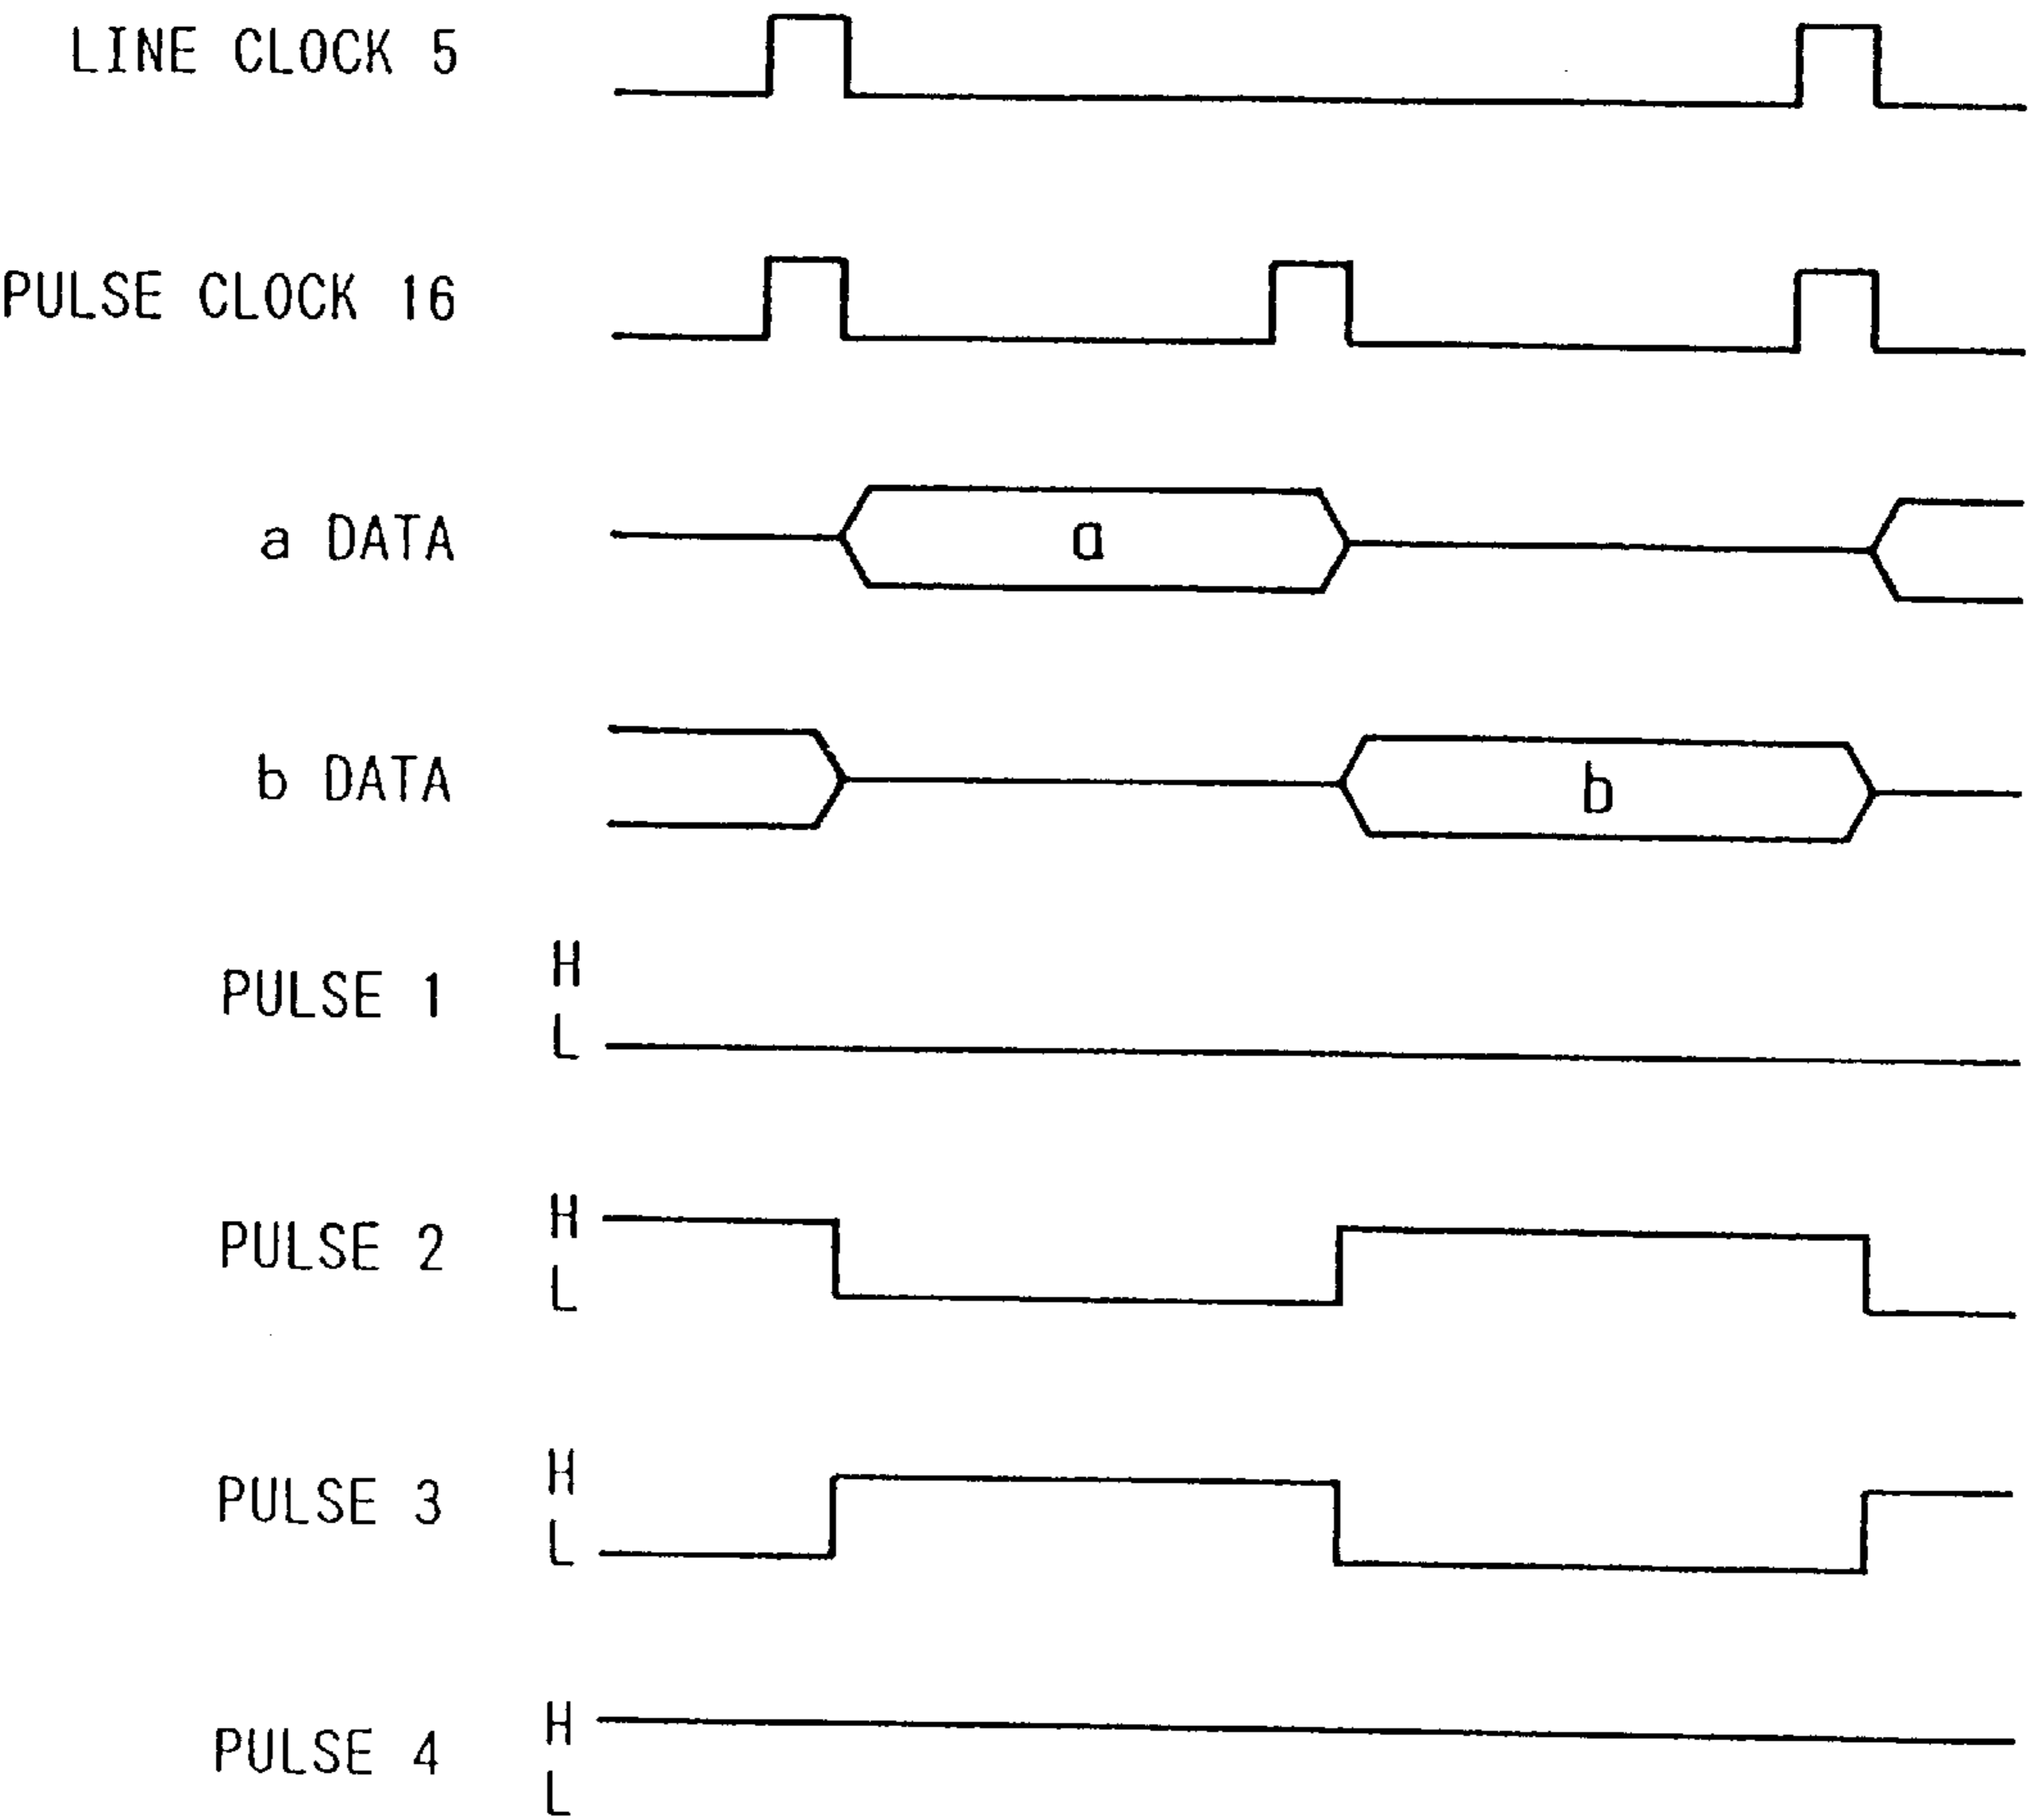 LINE CLOCK 5
PULSE CLOCK 16
a DATA
a
b DATA
b
PULSE 1
H
L
PULSE 2
H
L
PULSE 3
H
L
PULSE 4
H
L